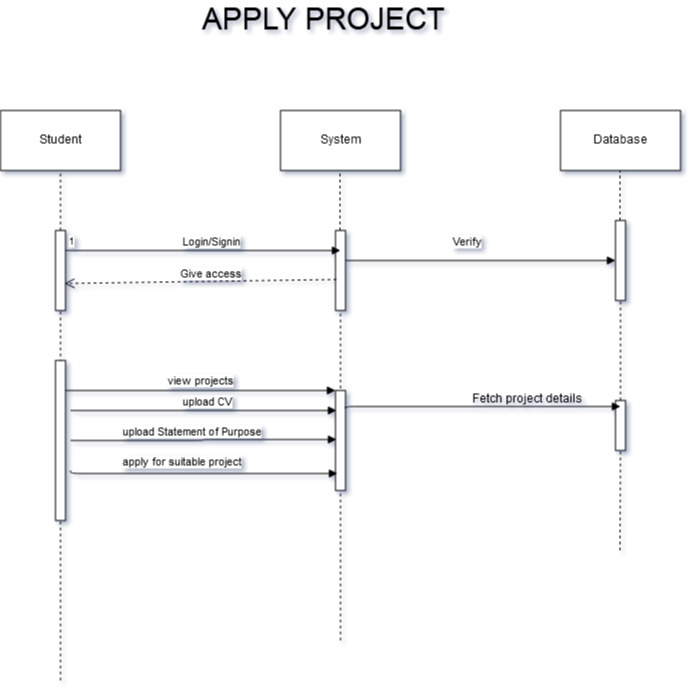 APPLY PROJECT
Student
System
Database
1
Login/Signin
Verify
Give access
view projects
upload CV
Fetch project details
upload Statement of Purpose
apply for suitable project